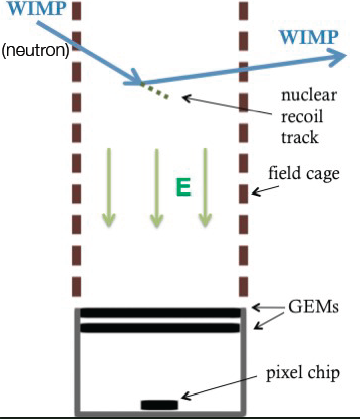 WIMP
(neutron)
WIMP
nuclear
recoil
track
field cage
E
GEMs
pixel chip